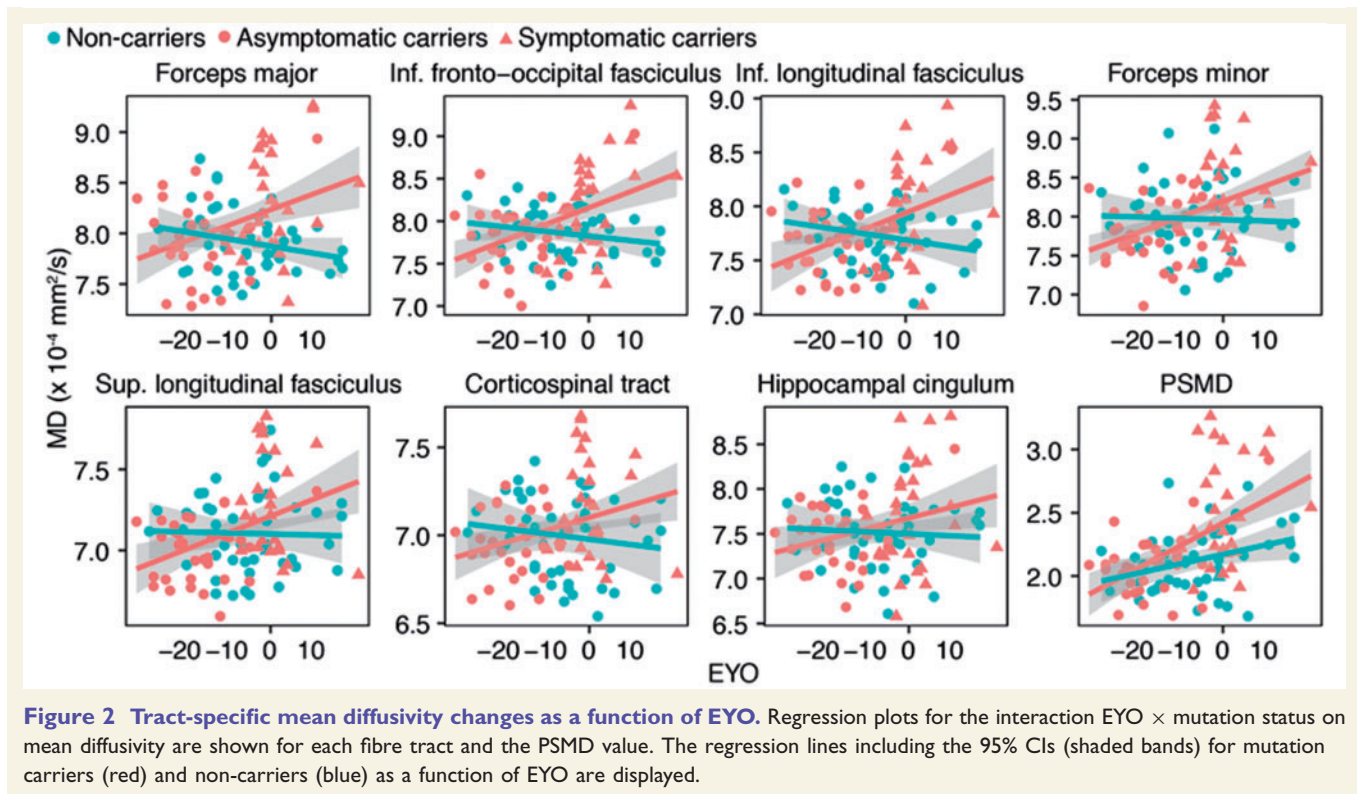 Non-carriers Asymptomatic carriers Symptomatic carriers
Forceps major Inf. fronto-occipital fasciculus Inf. longitudinal fasciculus Forceps minor
9.0
8.5
8.0
7.5
-20 -10 0 10
9.0
8.5
8.0
7.5
7.0
-20 -10 0 10
9.0
8.5
8.0
7.5
7.0
-20 -10 0 10
9.5
9.0
8.5
8.0
7.5
7.0
-20 -10 0 10
MD (x 10⁻⁴ mm²/s)
Sup. longitudinal fasciculus Corticospinal tract Hippocampal cingulum PSMD
7.5
7.0
-20 -10 0 10
7.5
7.0
6.5
-20 -10 0 10
8.5
8.0
7.5
7.0
6.5
-20 -10 0 10
3.0
2.5
2.0
-20 -10 0 10
EYO
Figure 2 Tract-specific mean diffusivity changes as a function of EYO. Regression plots for the interaction EYO × mutation status on
mean diffusivity are shown for each fibre tract and the PSMD value. The regression lines including the 95% CIs (shaded bands) for mutation
carriers (red) and non-carriers (blue) as a function of EYO are displayed.